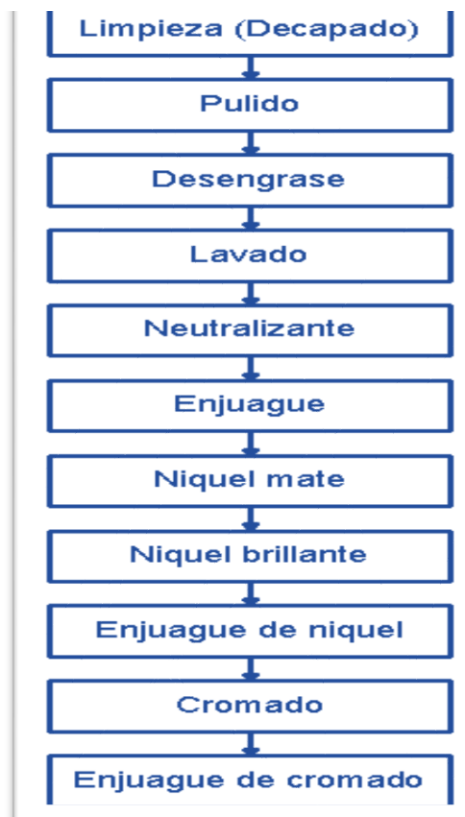 Limpieza (Decapado)
Pulido
Desengrase
Lavado
Neutralizante
Enjuague
Niquel mate
Niquel brillante
Enjuague de niquel
Cromado
Enjuague de cromado